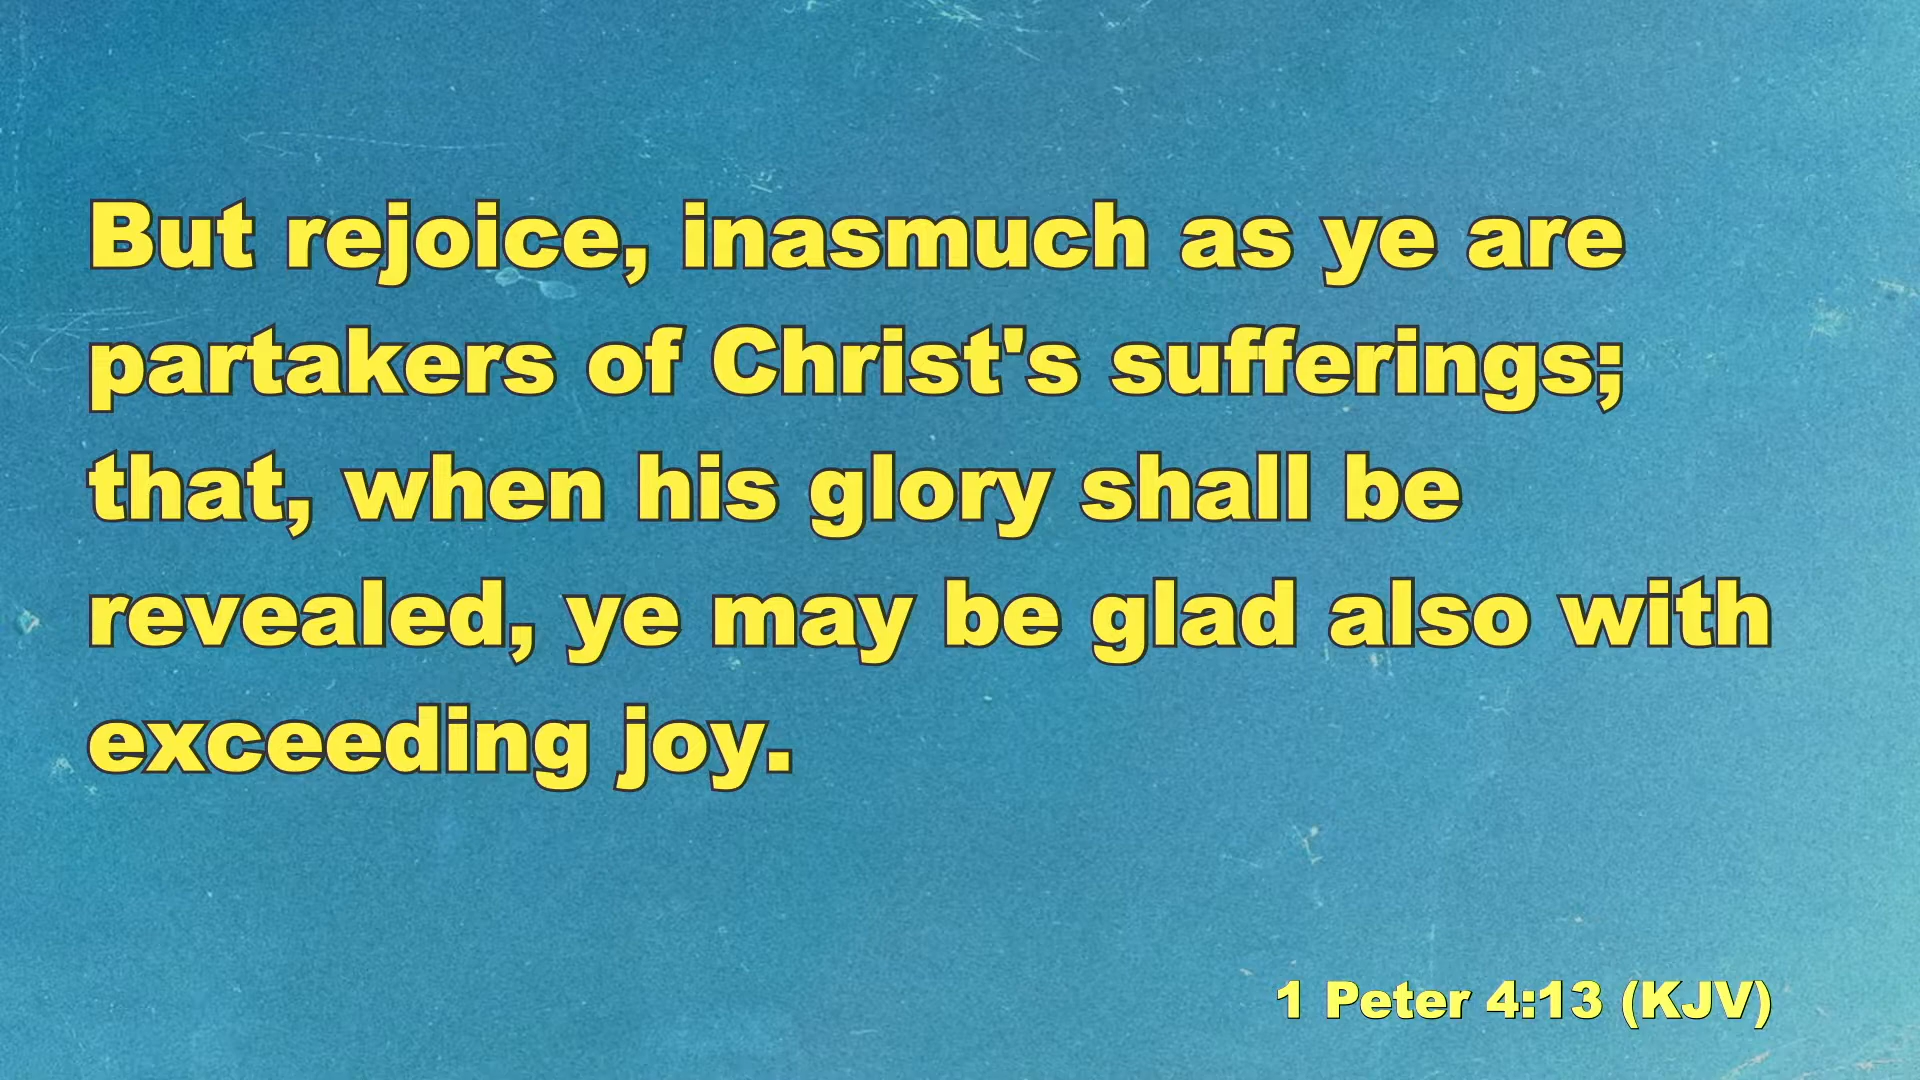 But rejoice, inasmuch as ye are
partakers of Christ's sufferings;
that, when his glory shall be
revealed, ye may be glad also with
exceeding joy.
1 Peter 4:13 (KJV)